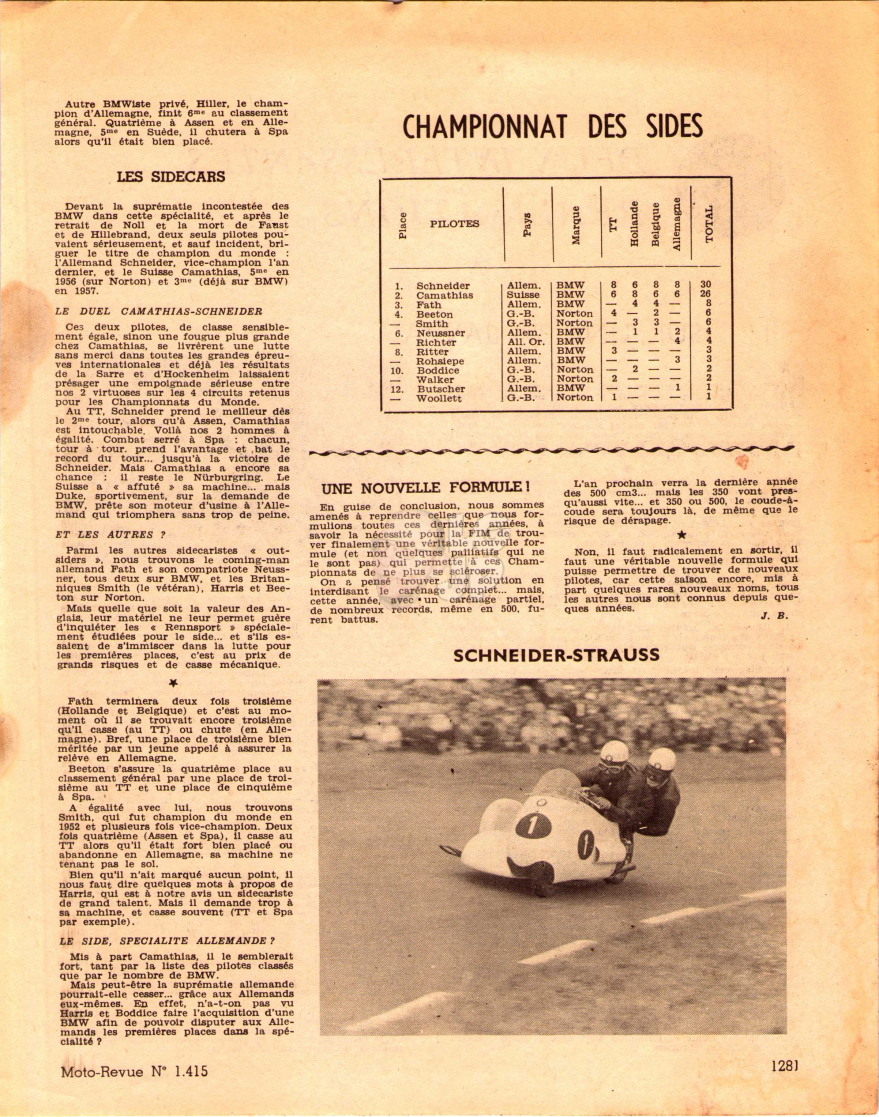 Autre BMWiste privé, Hiller, le cham-
pion d'Allemagne, finit 6me au classement
général. Quatrième à Assen et en Alle-
magne, 5me en Suède, il chutera à Spa
alors qu'il était bien placé.
LES SIDECARS
Devant la suprématie incontestée des
BMW dans cette spécialité, et après le
retrait de Noll et la mort de Faust
et de Hillebrand, deux seuls pilotes pou-
vaient sérieusement, et sauf incident, bri-
guer le titre de champion du monde :
l'Allemand Schneider, vice-champion l'an
dernier, et le Suisse Camathias, 5me en
1956 (sur Norton) et 3me (déjà sur BMW)
en 1957.
LE DUEL CAMATHIAS-SCHNEIDER
Ces deux pilotes, de classe sensible-
ment égale, sinon une fougue plus grande
chez Camathias, se livrèrent une lutte
sans merci dans toutes les grandes épreu-
ves internationales et déjà les résultats
de la Sarre et d'Hockenheim laissaient
présager une empoignade sérieuse entre
nos 2 virtuoses sur les 4 circuits retenus
pour les Championnats du Monde.
Au TT, Schneider prend le meilleur dès
le 2me tour, alors qu'à Assen, Camathias
est intouchable. Voilà nos 2 hommes à
égalité. Combat serré à Spa : chacun,
tour à tour. prend l'avantage et bat le
record du tour... jusqu'à la victoire de
Schneider. Mais Camathias a encore sa
chance : il reste le Nürburgring. Le
Suisse a « affuté » sa machine... mais
Duke, sportivement, sur la demande de
BMW, prête son moteur d'usine à l'Alle-
mand qui triomphera sans trop de peine.
ET LES AUTRES ?
Parmi les autres sidecaristes « out-
siders », nous trouvons le coming-man
allemand Fath et son compatriote Neuss-
ner, tous deux sur BMW, et les Britan-
niques Smith (le vétéran), Harris et Bee-
ton sur Norton.
Mais quelle que soit la valeur des An-
glais, leur matériel ne leur permet guère
d'inquiéter les « Rennsport » spéciale-
ment étudiées pour le side... et s'ils es-
saient de s'immiscer dans la lutte pour
les premières places, c'est au prix de
grands risques et de casse mécanique.
★
Fath terminera deux fois troisième
(Hollande et Belgique) et c'est au mo-
ment où il se trouvait encore troisième
qu'il casse (au TT) ou chute (en Alle-
magne). Bref, une place de troisième bien
méritée par un jeune appelé à assurer la
relève en Allemagne.
Beeton s'assure la quatrième place au
classement général par une place de troi-
sième au TT et une place de cinquième
à Spa.
A égalité avec lui, nous trouvons
Smith, qui fut champion du monde en
1952 et plusieurs fois vice-champion. Deux
fois quatrième (Assen et Spa), il casse au
TT alors qu'il était fort bien placé ou
abandonne en Allemagne, sa machine ne
tenant pas le sol.
Bien qu'il n'ait marqué aucun point, il
nous faut dire quelques mots à propos de
Harris, qui est à notre avis un sidecariste
de grand talent. Mais il demande trop à
sa machine, et casse souvent (TT et Spa
par exemple).
LE SIDE, SPECIALITE ALLEMANDE ?
Mis à part Camathias, il le semblerait
fort, tant par la liste des pilotes classés
que par le nombre de BMW.
Mais peut-être la suprématie allemande
pourrait-elle cesser... grâce aux Allemands
eux-mêmes. En effet, n'a-t-on pas vu
Harris et Boddice faire l'acquisition d'une
BMW afin de pouvoir disputer aux Alle-
mands les premières places dans la spé-
cialité ?
CHAMPIONNAT DES SIDES
Place PILOTES Pays Marque TT Hollande Belgique Allemagne TOTAL
1. Schneider Allem. BMW 8 6 8 8 30
2. Camathias Suisse BMW 6 8 6 6 26
3. Fath Allem. BMW — 4 4 — 8
4. Beeton G.-B. Norton 4 — 2 — 6
— Smith G.-B. Norton — 3 3 — 6
6. Neussner Allem. BMW — 1 1 2 4
— Richter All. Or. BMW — — — 4 4
8. Ritter Allem. BMW 3 — — — 3
— Rohsiepe Allem. BMW — — — 3 3
10. Boddice G.-B. Norton — 2 — — 2
— Walker G.-B. Norton 2 — — — 2
12. Butscher Allem. BMW — — — 1 1
— Woollett G.-B. Norton 1 — — — 1
UNE NOUVELLE FORMULE !
En guise de conclusion, nous sommes
amenés à reprendre celles que nous for-
mulions toutes ces dernières années, à
savoir la nécessité pour la FIM de trou-
ver finalement une véritable nouvelle for-
mule (et non quelques palliatifs qui ne
le sont pas) qui permette à ces Cham-
pionnats de ne plus se scléroser.
On a pensé trouver une solution en
interdisant le carénage complet... mais,
cette année, avec un carénage partiel,
de nombreux records, même en 500, fu-
rent battus.
L'an prochain verra la dernière année
des 500 cm3... mais les 350 vont pres-
qu'aussi vite... et 350 ou 500, le coude-à-
coude sera toujours là, de même que le
risque de dérapage.
★
Non, il faut radicalement en sortir, il
faut une véritable nouvelle formule qui
puisse permettre de trouver de nouveaux
pilotes, car cette saison encore, mis à
part quelques rares nouveaux noms, tous
les autres nous sont connus depuis que-
ques années.
J. B.
SCHNEIDER-STRAUSS
1
1
Moto-Revue N° 1.415
1281